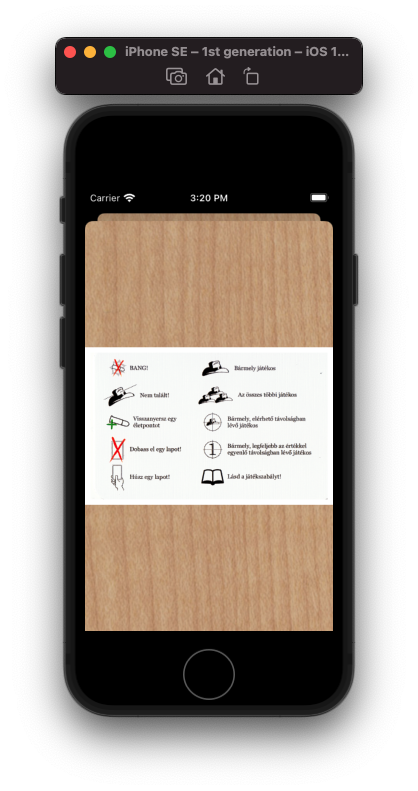 iPhone SE – 1st generation – iOS 1...
Carrier
3:20 PM
BANG!
Bármely játékos
Nem talált!
Az összes többi játékos
Visszanyersz egy
életpontot
Bármely, elérhető távolságban
lévő játékos
Dobass el egy lapot!
1
Bármely, legfeljebb az értékkel
egyenlő távolságban lévő játékos
Húzz egy lapot!
Lásd a játékszabályt!